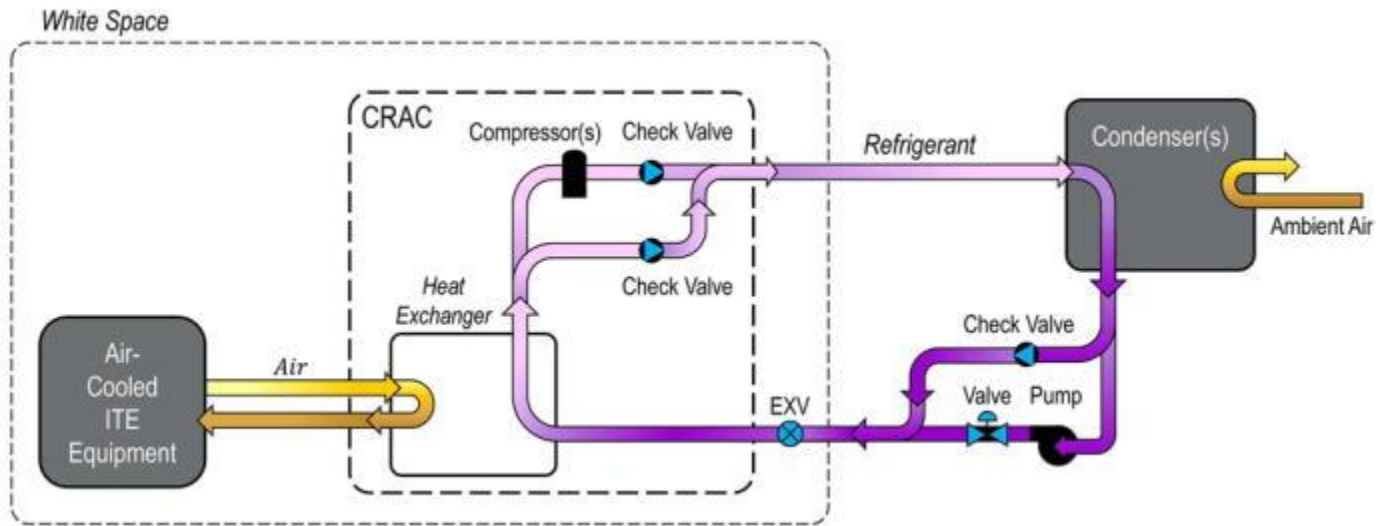 White Space
CRAC
Compressor(s)
Check Valve
Refrigerant
Condenser(s)
Ambient Air
Check Valve
Heat
Exchanger
Check Valve
Air-
Cooled
ITE
Equipment
Air
EXV
Valve
Pump